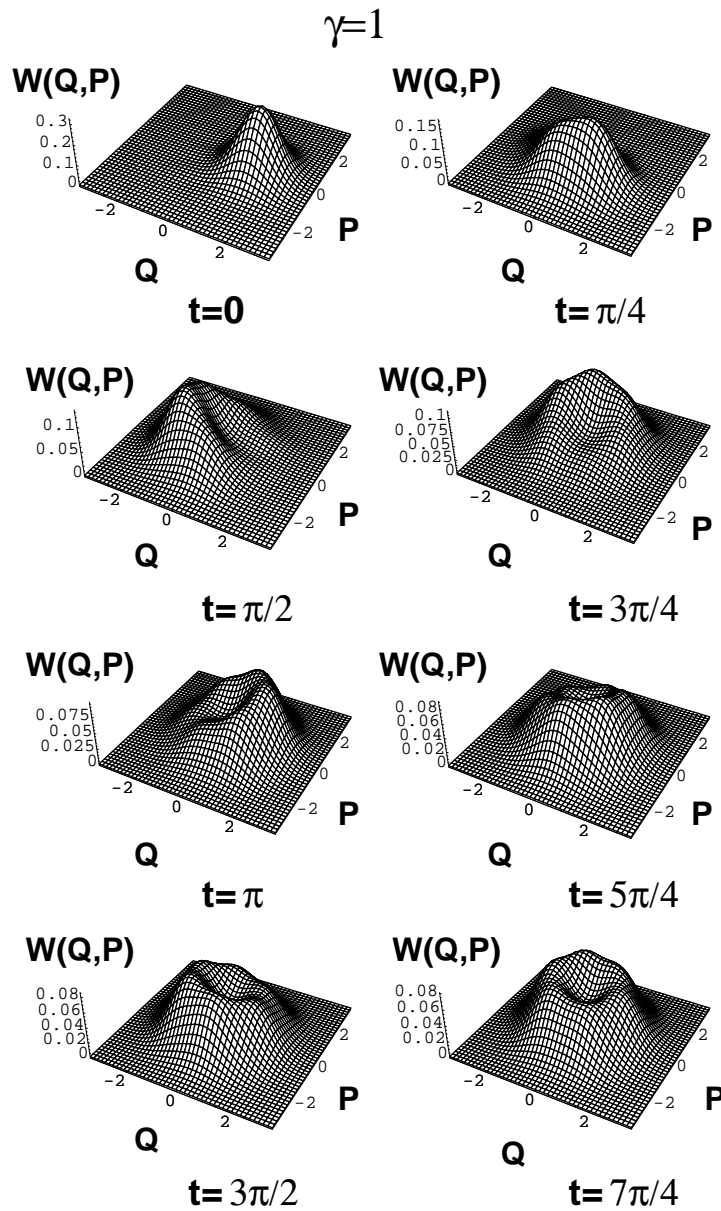 γ=1
W(Q,P)
0.3
0.2
0.1
0
-2
0
2
Q
-2
0
2
P
t=0
W(Q,P)
0.15
0.1
0.05
0
-2
0
2
Q
-2
0
2
P
t= π/4
W(Q,P)
0.1
0.05
0
-2
0
2
Q
-2
0
2
P
t= π/2
W(Q,P)
0.1
0.075
0.05
0.025
0
-2
0
2
Q
-2
0
2
P
t= 3π/4
W(Q,P)
0.075
0.05
0.025
0
-2
0
2
Q
-2
0
2
P
t= π
W(Q,P)
0.08
0.06
0.04
0.02
0
-2
0
2
Q
-2
0
2
P
t= 5π/4
W(Q,P)
0.08
0.06
0.04
0.02
0
-2
0
2
Q
-2
0
2
P
t= 3π/2
W(Q,P)
0.08
0.06
0.04
0.02
0
-2
0
2
Q
-2
0
2
P
t= 7π/4